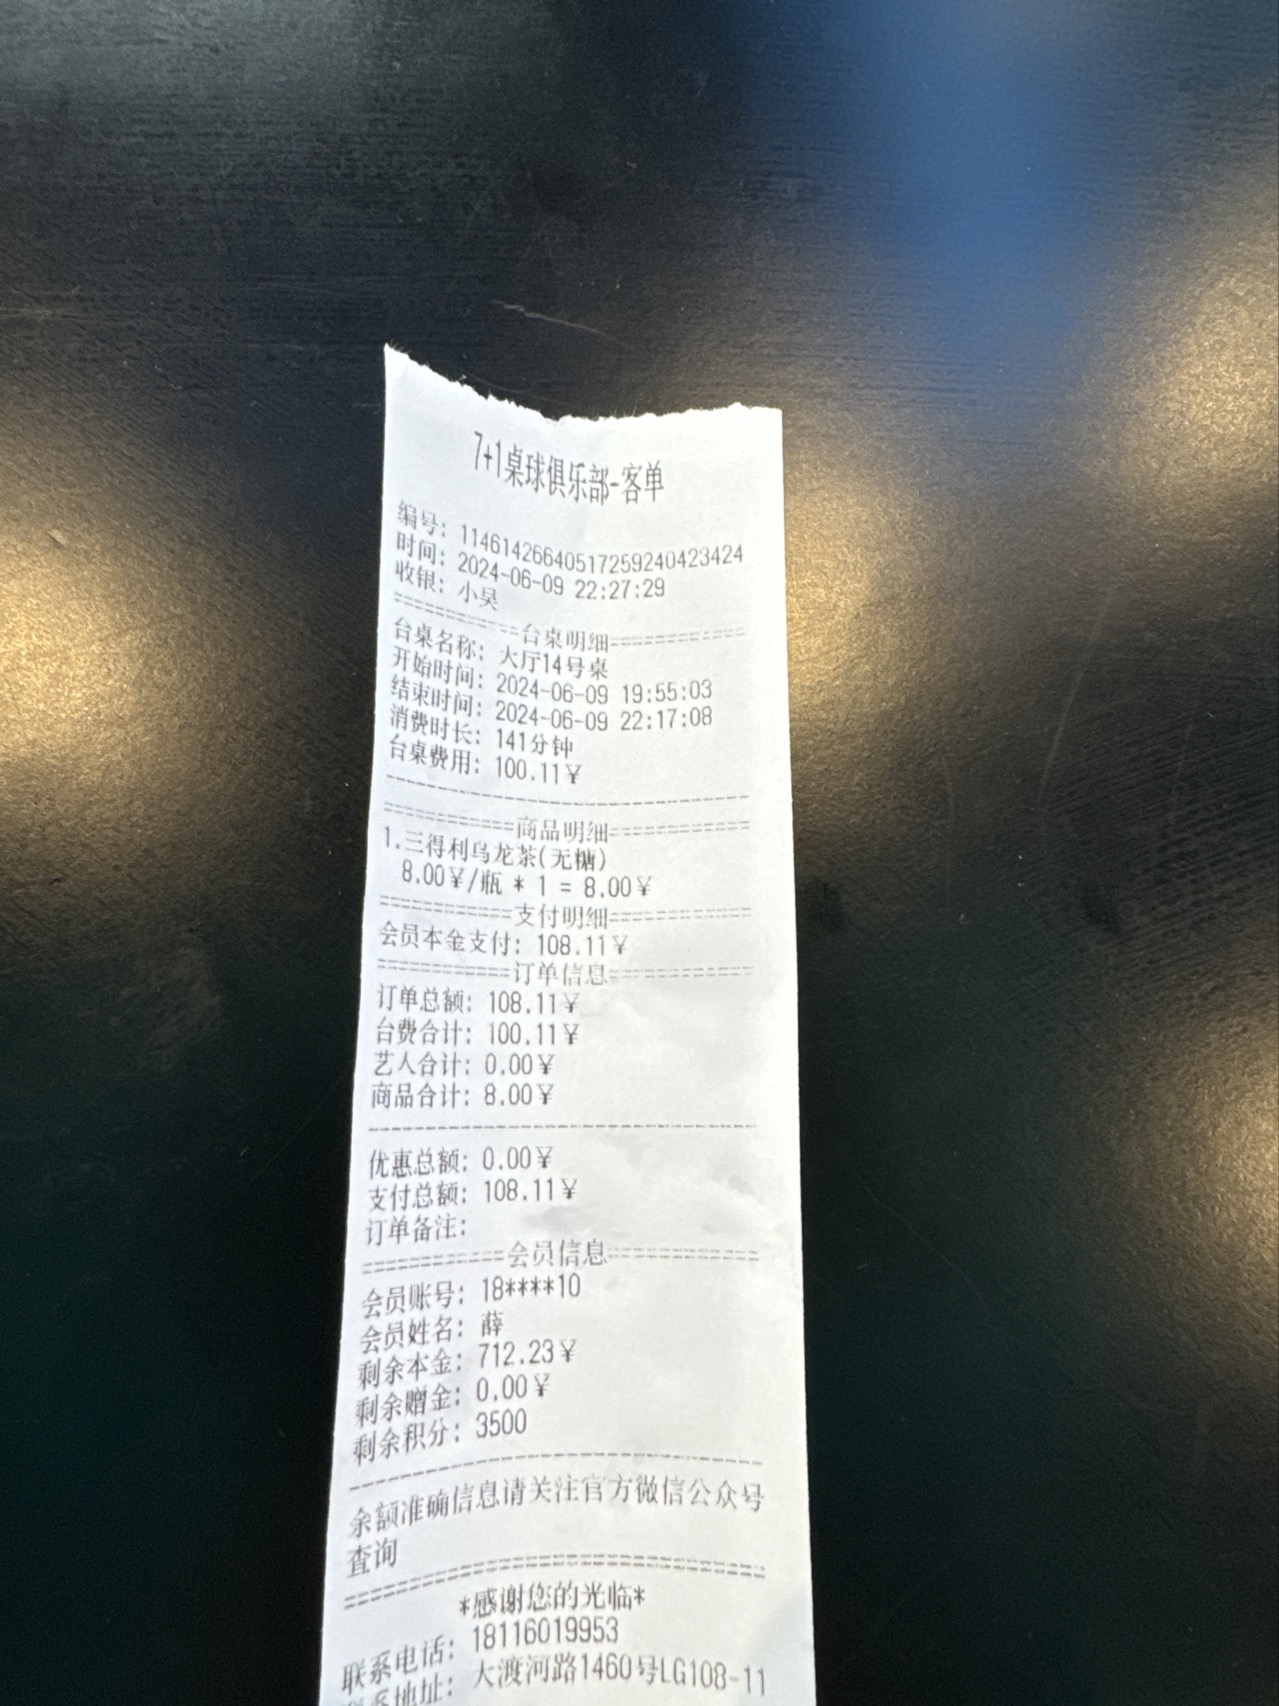 7+1桌球俱乐部-客单
编号: 11461426640517259240423424
时间: 2024-06-09 22:27:29
收银: 小吴
==========台桌明细==========
台桌名称: 大厅14号桌
开始时间: 2024-06-09 19:55:03
结束时间: 2024-06-09 22:17:08
消费时长: 141分钟
台桌费用: 100.11¥
==========商品明细==========
1.三得利乌龙茶(无糖)
8.00¥/瓶 * 1 = 8.00¥
==========支付明细==========
会员本金支付: 108.11¥
==========订单信息==========
订单总额: 108.11¥
台费合计: 100.11¥
艺人合计: 0.00¥
商品合计: 8.00¥
优惠总额: 0.00¥
支付总额: 108.11¥
订单备注:
==========会员信息==========
会员账号: 18****10
会员姓名: 薛
剩余本金: 712.23¥
剩余赠金: 0.00¥
剩余积分: 3500
余额准确信息请关注官方微信公众号
查询
*感谢您的光临*
联系电话: 18116019953
联系地址: 大渡河路1460号LG108-11